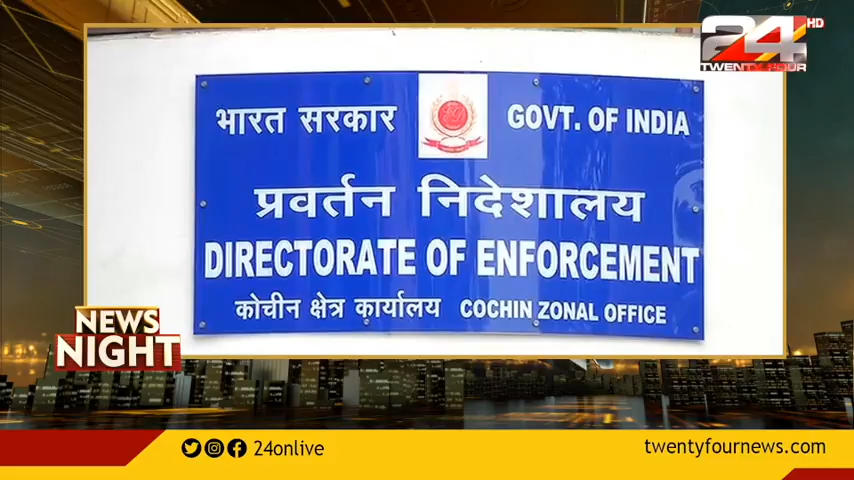 24 HD
TWENTY FOUR
भारत सरकार
GOVT. OF INDIA
प्रवर्तन निदेशालय
DIRECTORATE OF ENFORCEMENT
कोचीन क्षेत्र कार्यालय COCHIN ZONAL OFFICE
NEWS
NIGHT
24onlive
twentyfournews.com